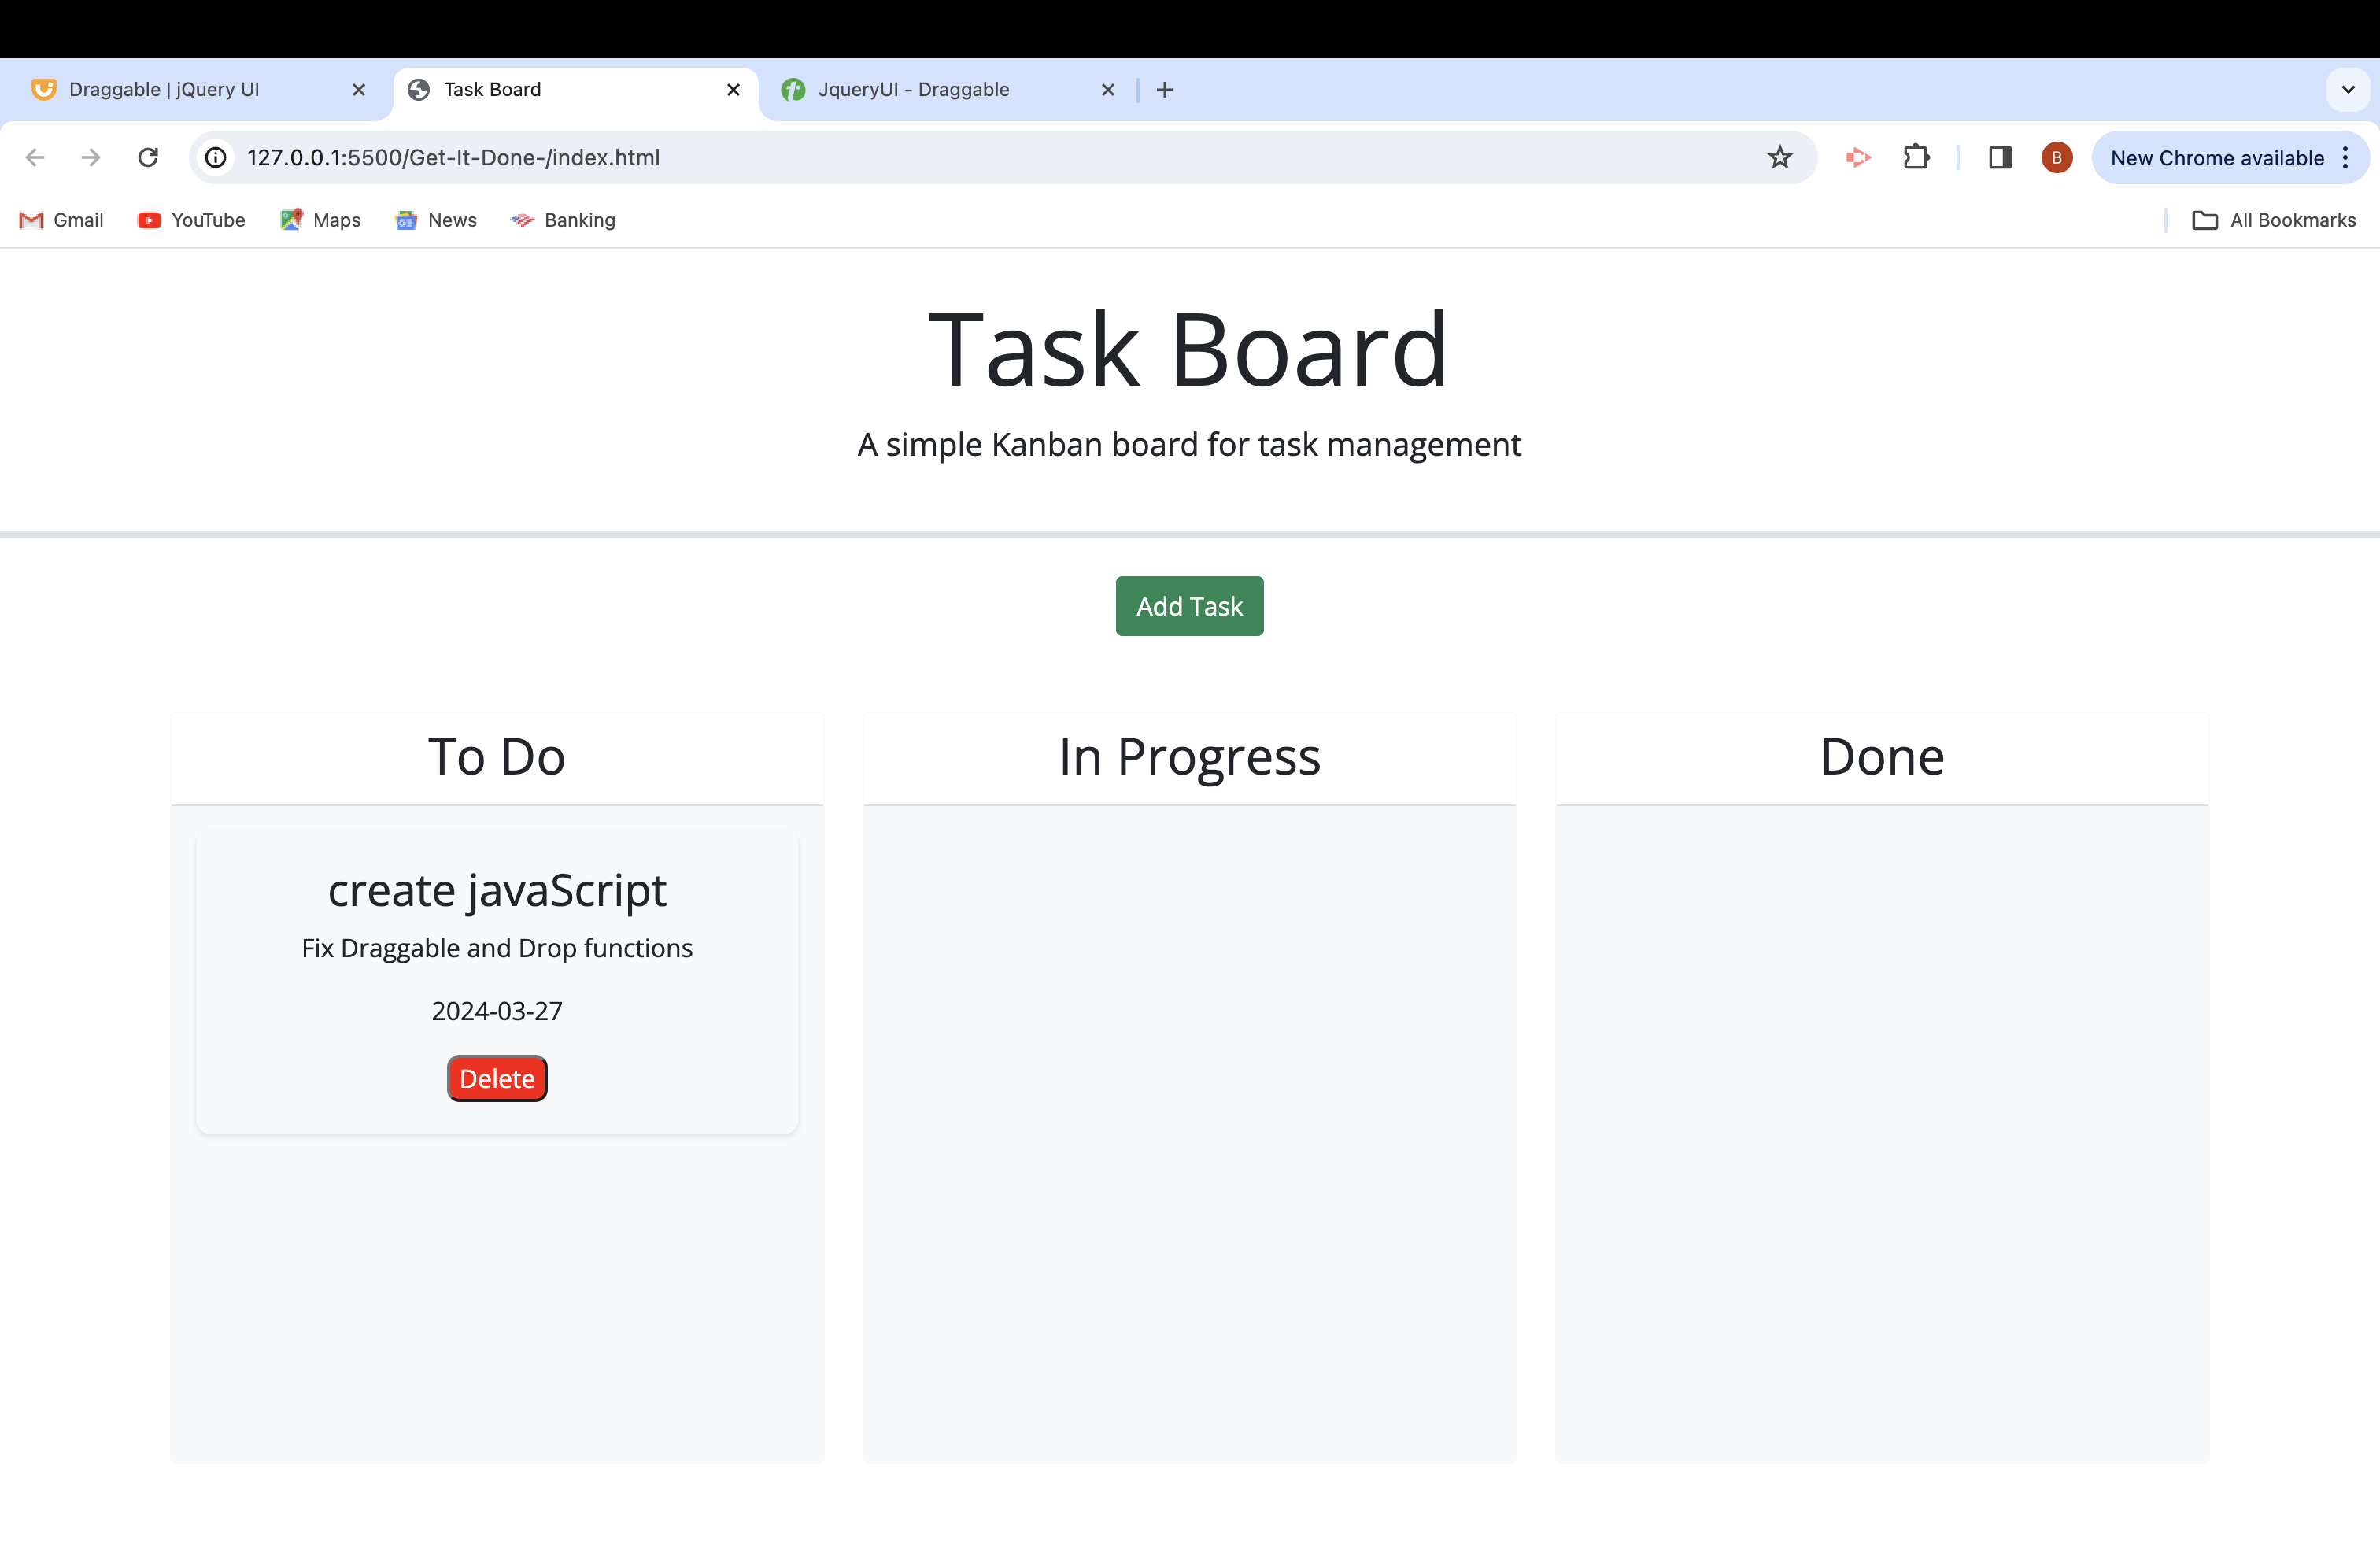 Draggable | jQuery UI
Task Board
JqueryUI - Draggable
127.0.0.1:5500/Get-It-Done-/index.html
B
New Chrome available
Gmail
YouTube
Maps
News
Banking
All Bookmarks
Task Board
A simple Kanban board for task management
Add Task
To Do
In Progress
Done
create javaScript
Fix Draggable and Drop functions
2024-03-27
Delete